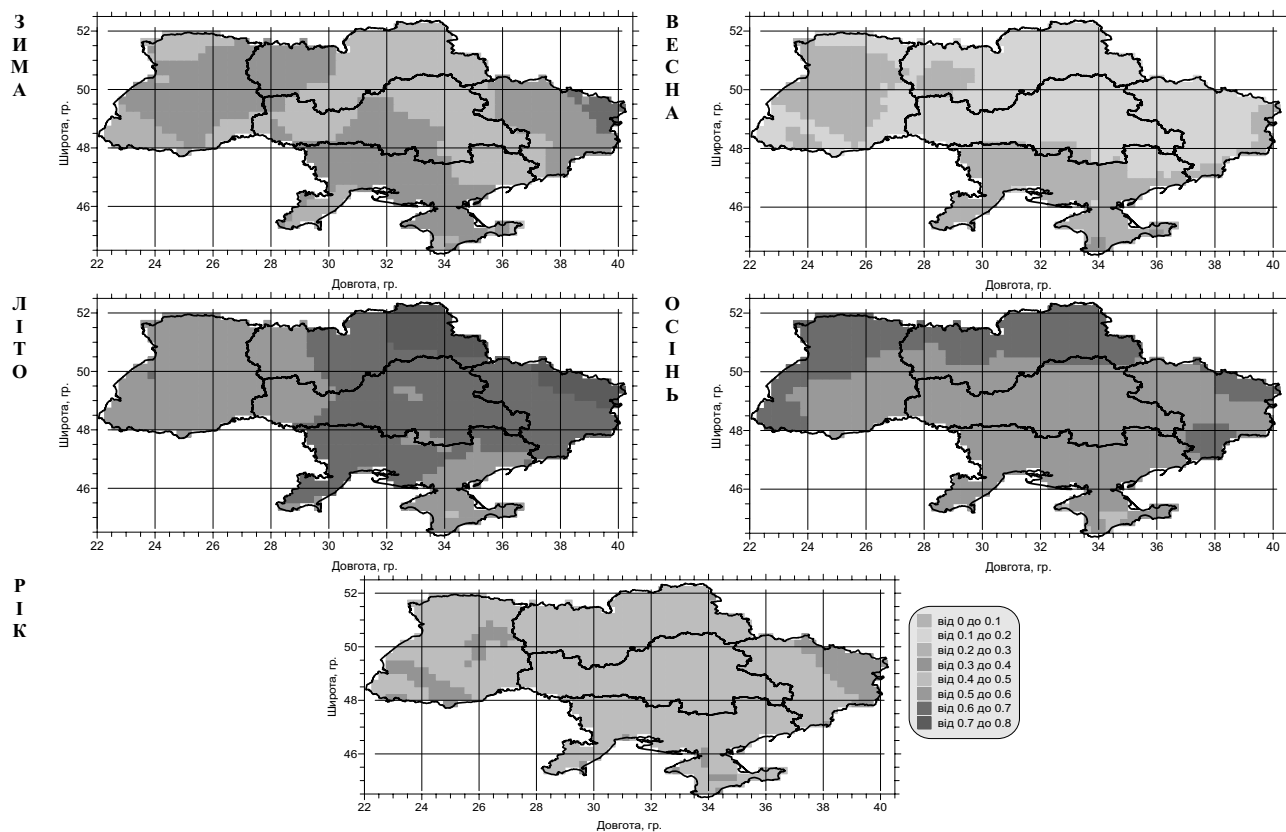 З
И
М
А
52
50
48
46
Широта, гр.
22 24 26 28 30 32 34 36 38 40
Довгота, гр.
В
Е
С
Н
А
52
50
48
46
Широта, гр.
22 24 26 28 30 32 34 36 38 40
Довгота, гр.
Л
І
Т
О
52
50
48
46
Широта, гр.
22 24 26 28 30 32 34 36 38 40
Довгота, гр.
О
С
І
Н
Ь
52
50
48
46
Широта, гр.
22 24 26 28 30 32 34 36 38 40
Довгота, гр.
Р
І
К
52
50
48
46
Широта, гр.
22 24 26 28 30 32 34 36 38 40
Довгота, гр.
від 0 до 0.1
від 0.1 до 0.2
від 0.2 до 0.3
від 0.3 до 0.4
від 0.4 до 0.5
від 0.5 до 0.6
від 0.6 до 0.7
від 0.7 до 0.8